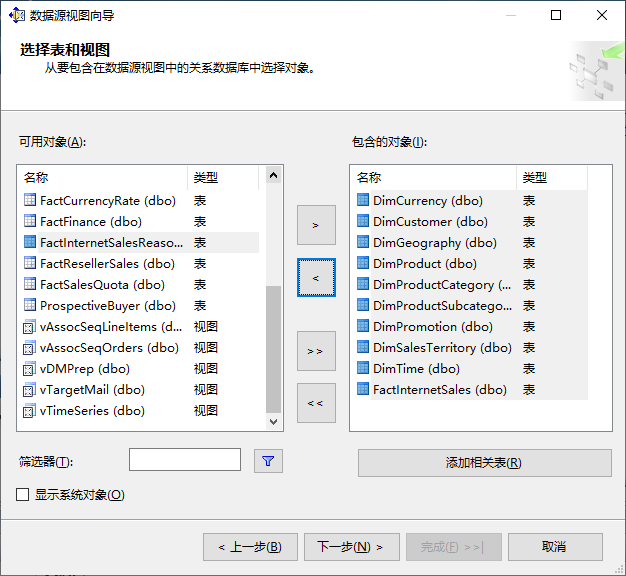 数据源视图向导
选择表和视图
从要包含在数据源视图中的关系数据库中选择对象。
可用对象(A):
名称 类型
FactCurrencyRate (dbo) 表
FactFinance (dbo) 表
FactInternetSalesReaso... 表
FactResellerSales (dbo) 表
FactSalesQuota (dbo) 表
ProspectiveBuyer (dbo) 表
vAssocSeqLineItems (d... 视图
vAssocSeqOrders (dbo) 视图
vDMPrep (dbo) 视图
vTargetMail (dbo) 视图
vTimeSeries (dbo) 视图
>
<
>>
<<
包含的对象(I):
名称 类型
DimCurrency (dbo) 表
DimCustomer (dbo) 表
DimGeography (dbo) 表
DimProduct (dbo) 表
DimProductCategory (... 表
DimProductSubcatego... 表
DimPromotion (dbo) 表
DimSalesTerritory (dbo) 表
DimTime (dbo) 表
FactInternetSales (dbo) 表
筛选器(T):
添加相关表(R)
显示系统对象(O)
< 上一步(B) 下一步(N) > 完成(F) >>| 取消